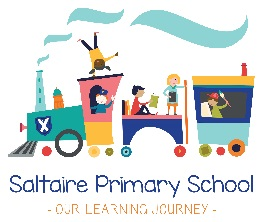 Saltaire Primary School
- OUR LEARNING JOURNEY -